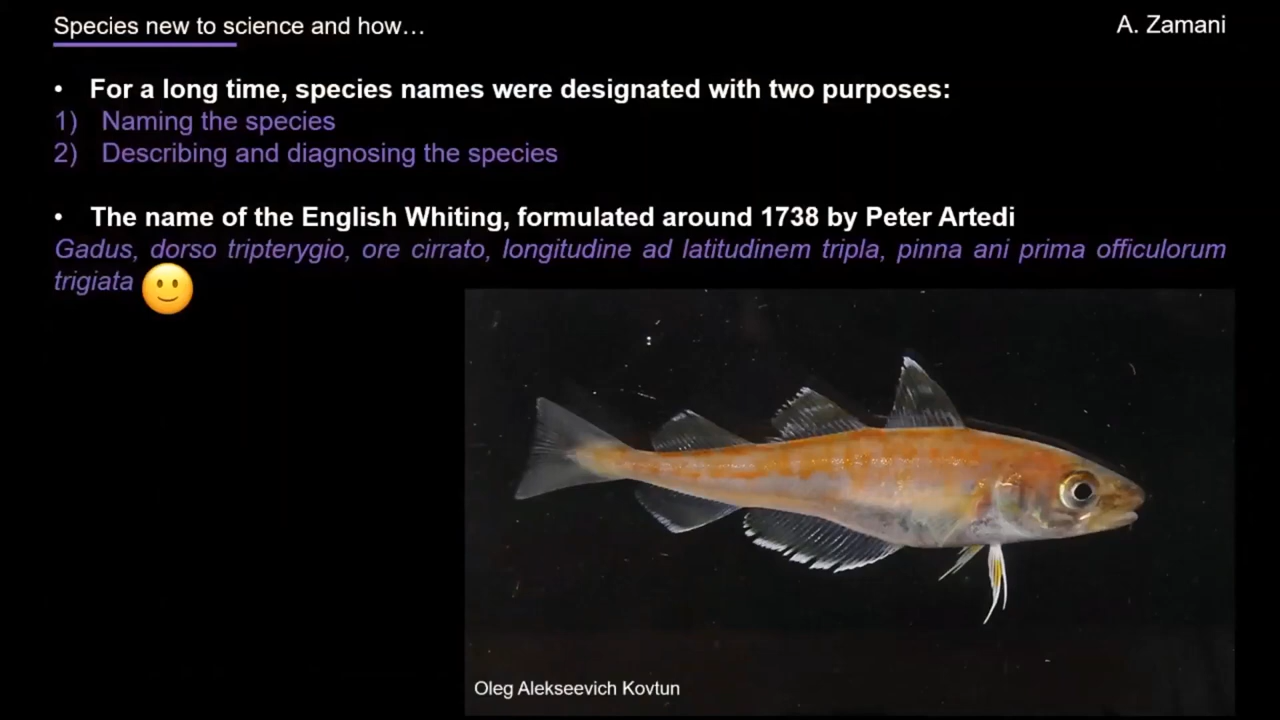 Species new to science and how…
A. Zamani
• For a long time, species names were designated with two purposes:
1) Naming the species
2) Describing and diagnosing the species
• The name of the English Whiting, formulated around 1738 by Peter Artedi
Gadus, dorso tripterygio, ore cirrato, longitudine ad latitudinem tripla, pinna ani prima officulorum
trigiata
Oleg Alekseevich Kovtun